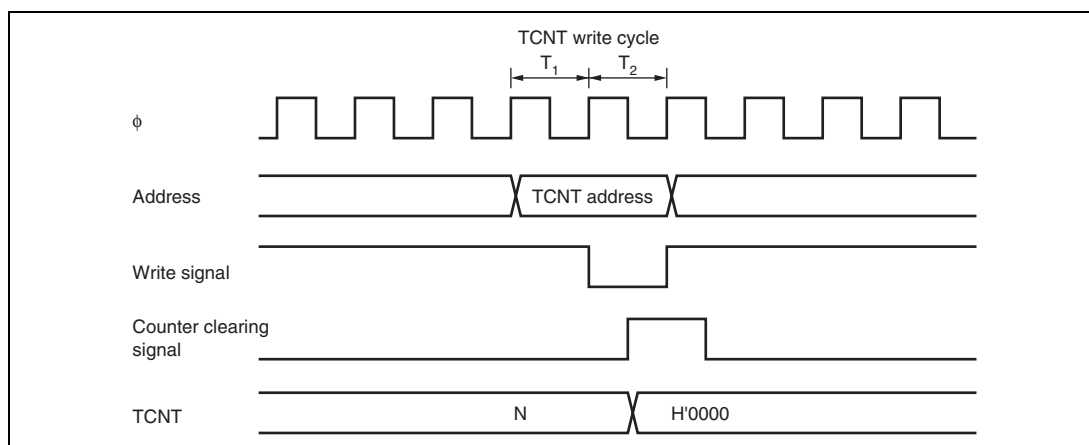 TCNT write cycle
T1 T2
ϕ
Address
TCNT address
Write signal
Counter clearing
signal
TCNT
N
H'0000